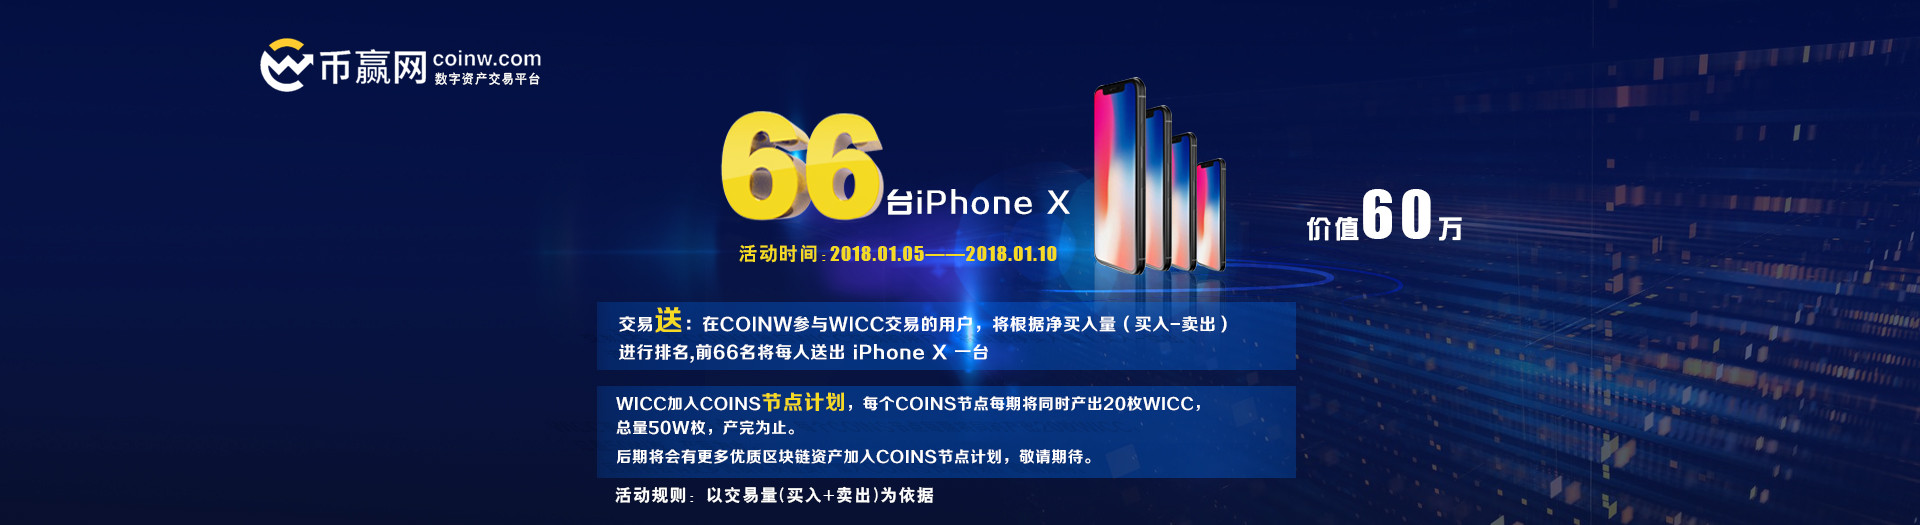 币赢网 coinw.com
数字资产交易平台
66台iPhone X
价值60万
活动时间:2018.01.05——2018.01.10
交易送：在COINW参与WICC交易的用户，将根据净买入量（买入-卖出）
进行排名,前66名将每人送出 iPhone X 一台
WICC加入COINS节点计划，每个COINS节点每期将同时产出20枚WICC，
总量50W枚，产完为止。
后期将会有更多优质区块链资产加入COINS节点计划，敬请期待。
活动规则：以交易量(买入+卖出)为依据